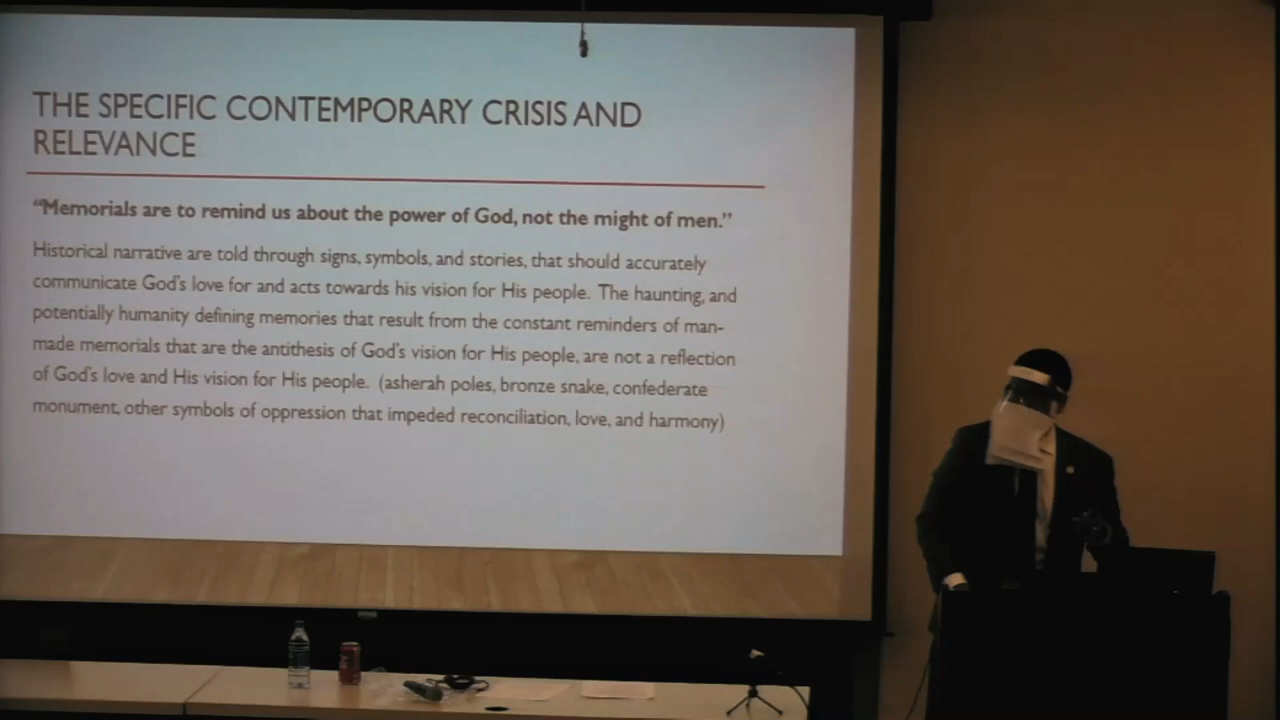 THE SPECIFIC CONTEMPORARY CRISIS AND
RELEVANCE
“Memorials are to remind us about the power of God, not the might of men.”
Historical narrative are told through signs, symbols, and stories, that should accurately
communicate God’s love for and acts towards his vision for His people. The haunting, and
potentially humanity defining memories that result from the constant reminders of man-
made memorials that are the antithesis of God’s vision for His people, are not a reflection
of God’s love and His vision for His people. (asherah poles, bronze snake, confederate
monument, other symbols of oppression that impeded reconciliation, love, and harmony)